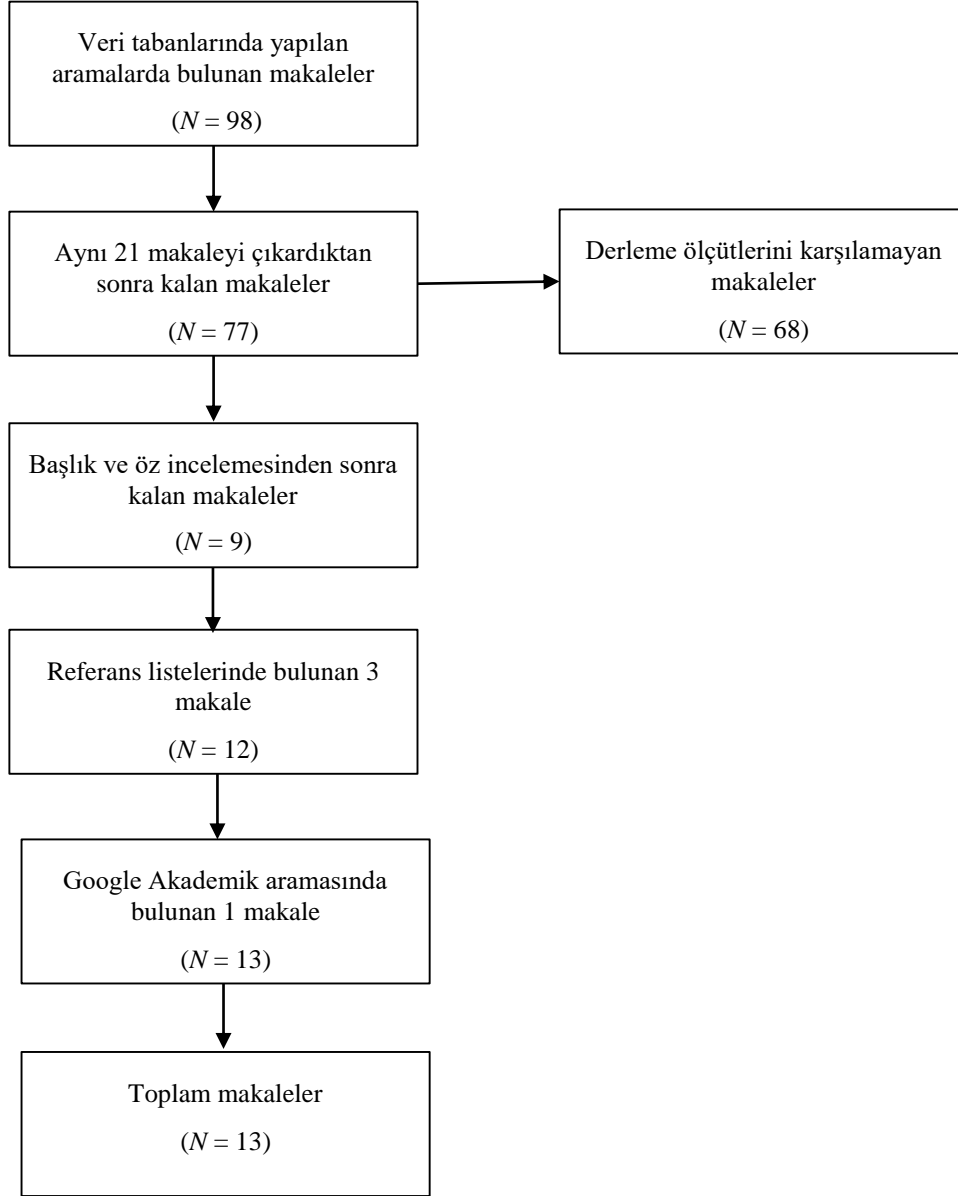 Veri tabanlarında yapılan
aramalarda bulunan makaleler
(N = 98)
Aynı 21 makaleyi çıkardıktan
sonra kalan makaleler
(N = 77)
Derleme ölçütlerini karşılamayan
makaleler
(N = 68)
Başlık ve öz incelemesinden sonra
kalan makaleler
(N = 9)
Referans listelerinde bulunan 3
makale
(N = 12)
Google Akademik aramasında
bulunan 1 makale
(N = 13)
Toplam makaleler
(N = 13)